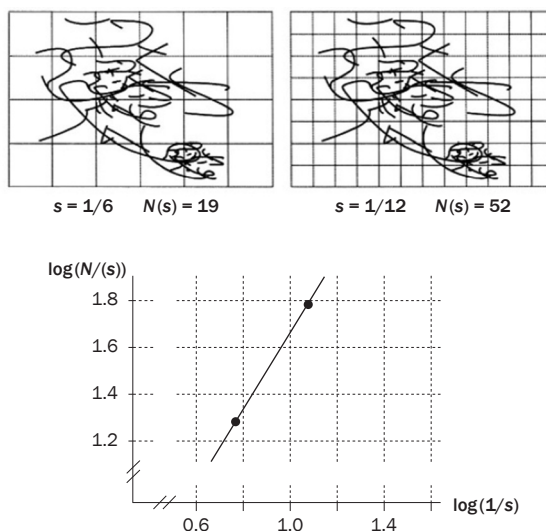 s = 1/6 N(s) = 19 s = 1/12 N(s) = 52
log(N/(s))
1.8
1.6
1.4
1.2
0.6 1.0 1.4
log(1/s)